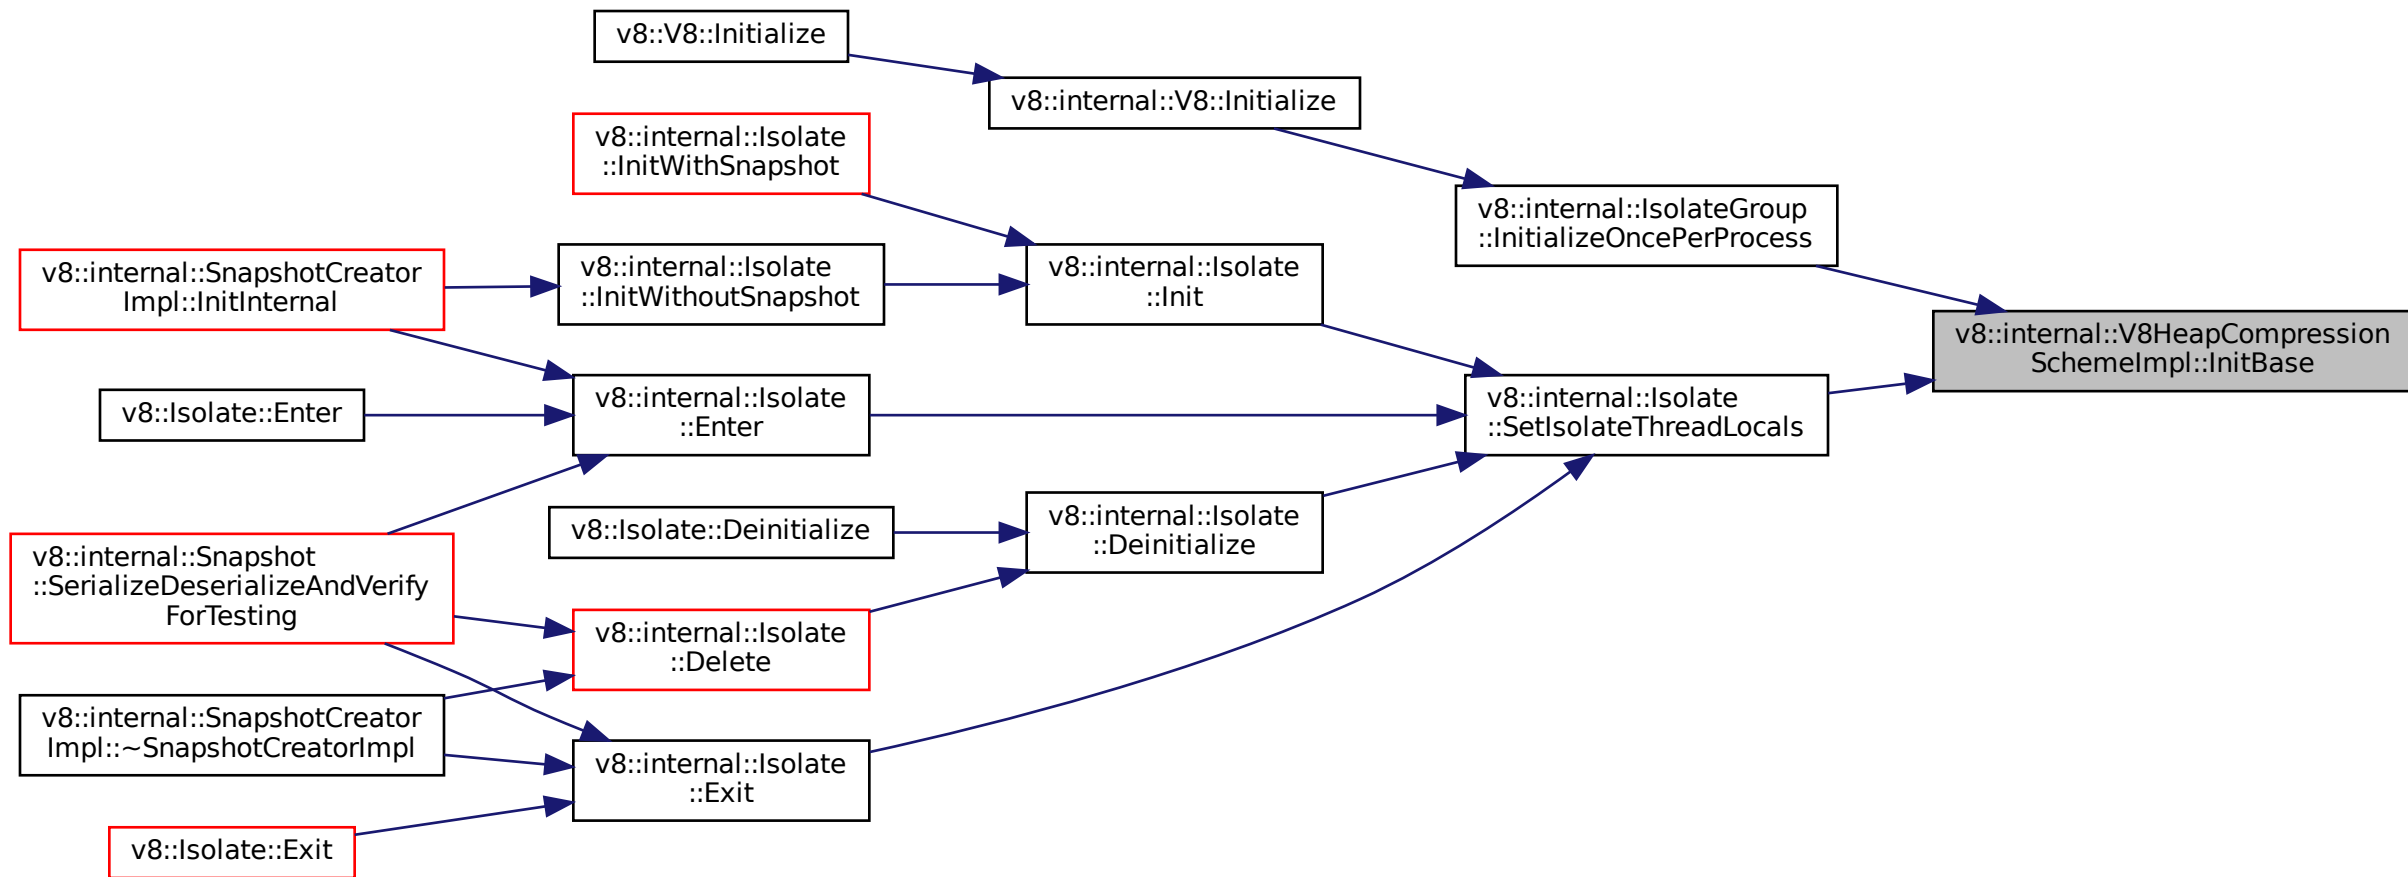 v8::V8::Initialize
v8::internal::V8::Initialize
v8::internal::Isolate
::InitWithSnapshot
v8::internal::IsolateGroup
::InitializeOncePerProcess
v8::internal::SnapshotCreator
Impl::InitInternal
v8::internal::Isolate
::InitWithoutSnapshot
v8::internal::Isolate
::Init
v8::internal::V8HeapCompression
SchemeImpl::InitBase
v8::Isolate::Enter
v8::internal::Isolate
::Enter
v8::internal::Isolate
::SetIsolateThreadLocals
v8::Isolate::Deinitialize
v8::internal::Isolate
::Deinitialize
v8::internal::Snapshot
::SerializeDeserializeAndVerify
ForTesting
v8::internal::Isolate
::Delete
v8::internal::SnapshotCreator
Impl::~SnapshotCreatorImpl
v8::internal::Isolate
::Exit
v8::Isolate::Exit